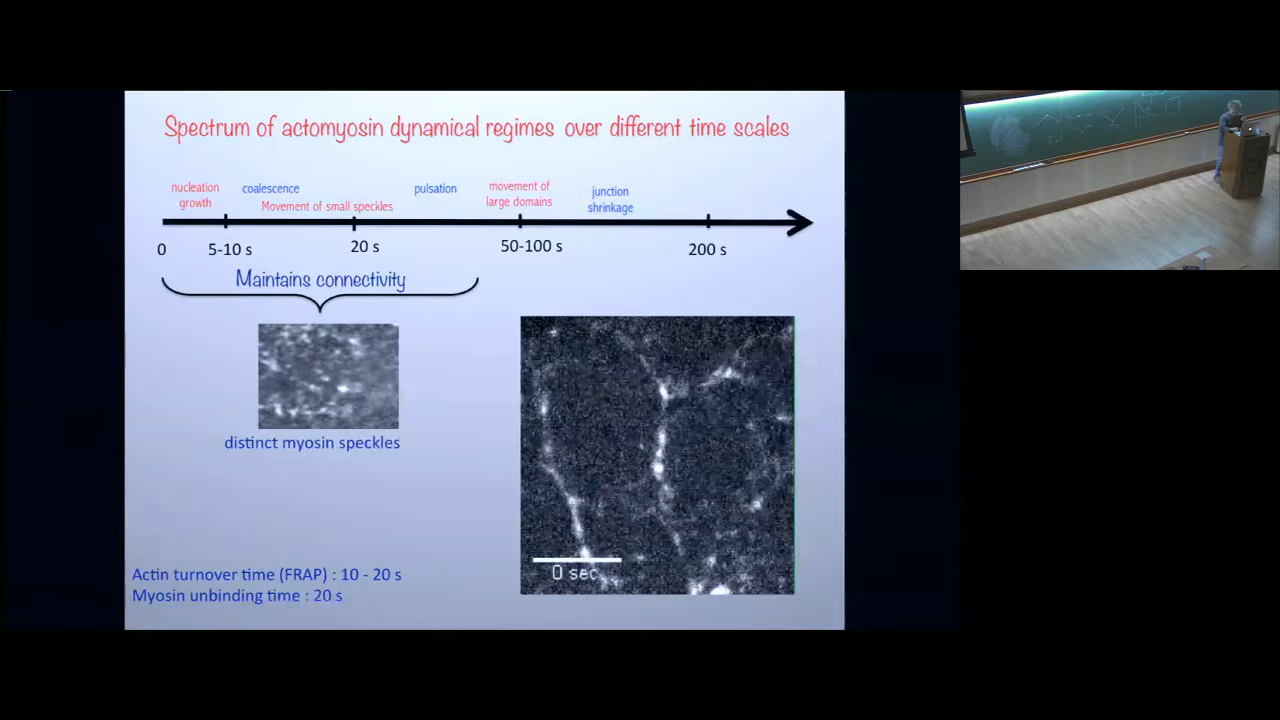 Spectrum of actomyosin dynamical regimes over different time scales
nucleation
growth
coalescence
Movement of small speckles
pulsation
movement of
large domains
junction
shrinkage
0
5-10 s
20 s
50-100 s
200 s
Maintains connectivity
distinct myosin speckles
0 sec
Actin turnover time (FRAP) : 10 - 20 s
Myosin unbinding time : 20 s